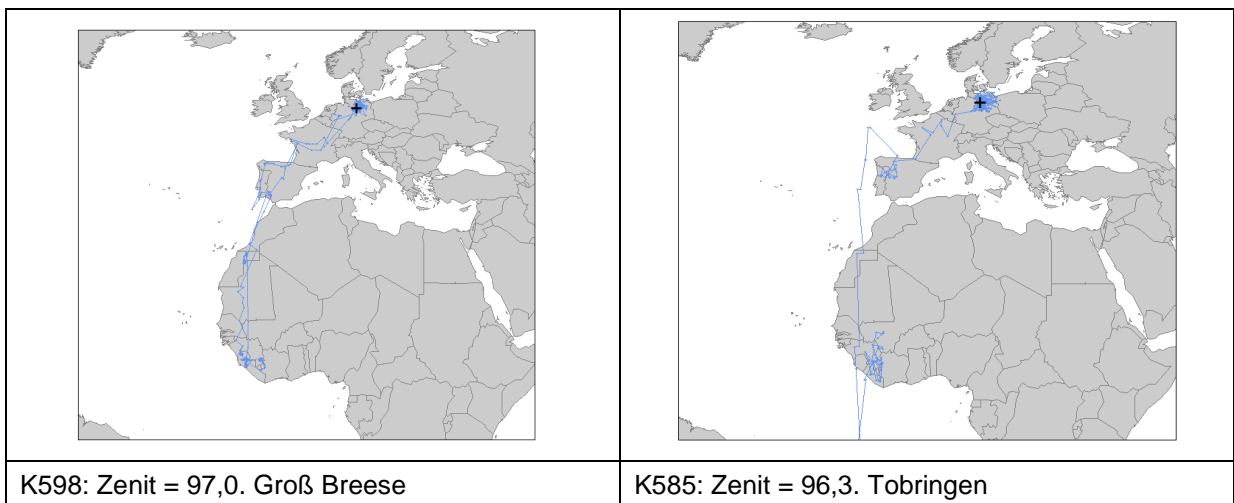 K598: Zenit = 97,0. Groß Breese
K585: Zenit = 96,3. Tobringen